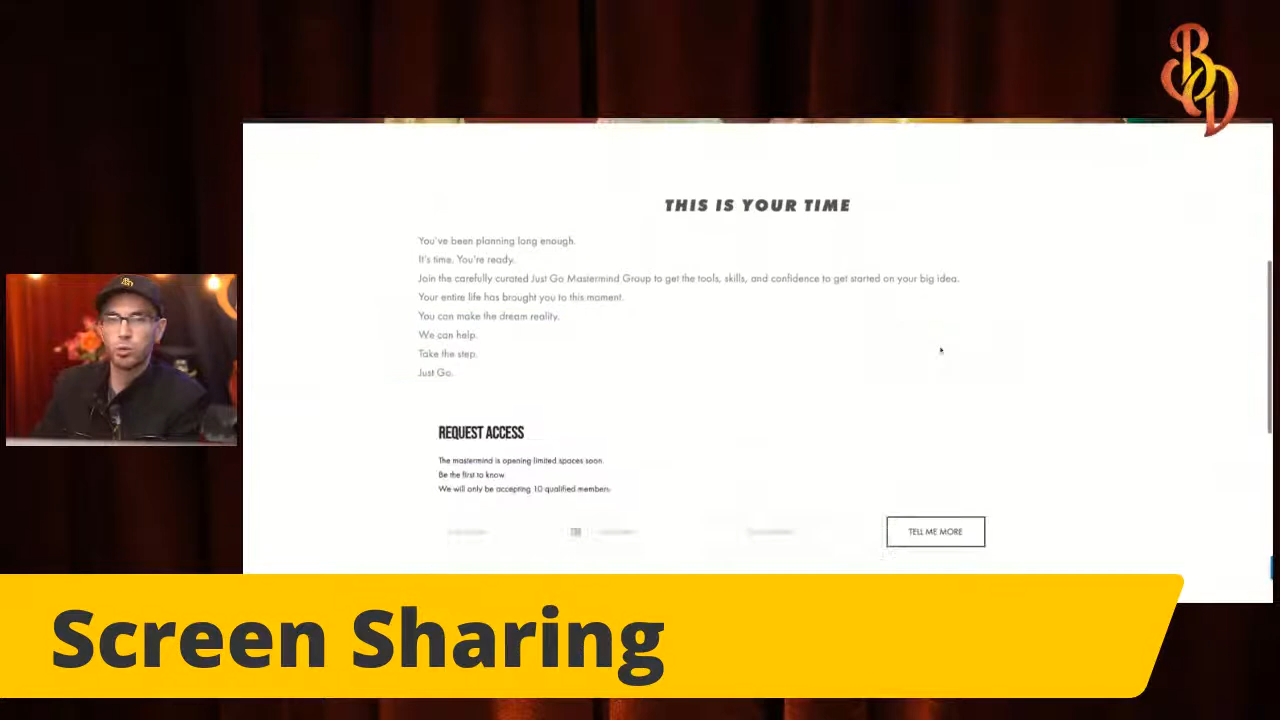 THIS IS YOUR TIME
You've been planning long enough.
It's time. You're ready.
Join the carefully curated Just Go Mastermind Group to get the tools, skills, and confidence to get started on your big idea.
Your entire life has brought you to this moment.
You can make the dream reality.
We can help.
Take the step.
Just Go.
REQUEST ACCESS
The mastermind is opening limited spaces soon.
Be the first to know.
We will only be accepting 10 qualified members.
TELL ME MORE
Screen Sharing